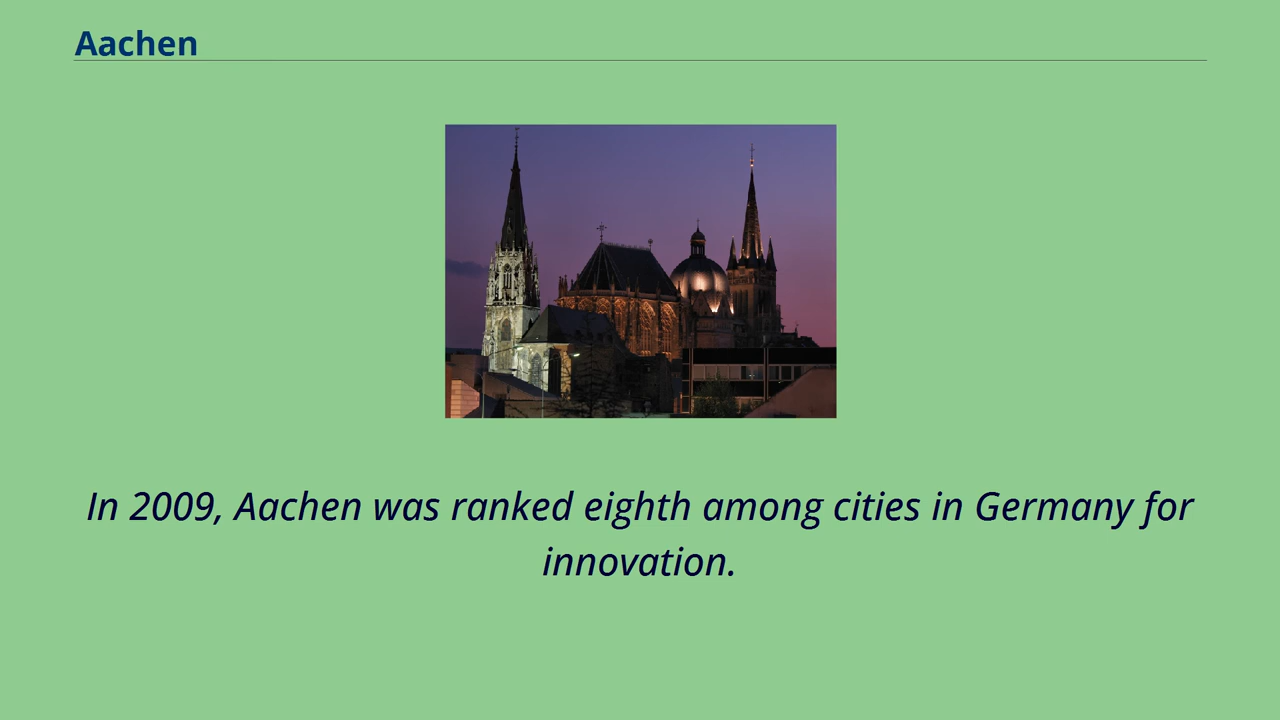 Aachen
In 2009, Aachen was ranked eighth among cities in Germany for
innovation.